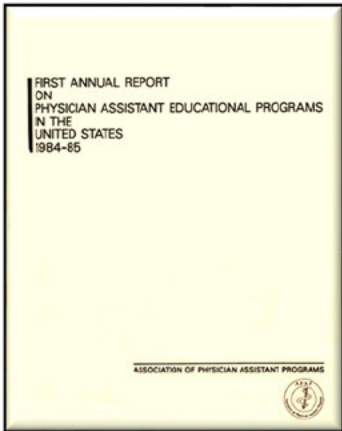 FIRST ANNUAL REPORT
ON
PHYSICIAN ASSISTANT EDUCATIONAL PROGRAMS
IN THE
UNITED STATES
1984-85
ASSOCIATION OF PHYSICIAN ASSISTANT PROGRAMS
APAP